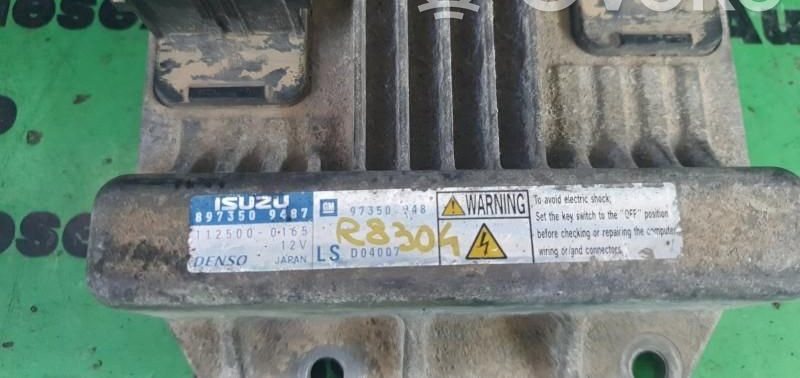 ISUZU
897350 9487
112500-0165
12V
DENSO JAPAN
GM 97350 948
LS D04007
R8304
WARNING
To avoid electric shock;
Set the key switch to the "OFF" position
before checking or repairing the computer
wiring or/and connectors.